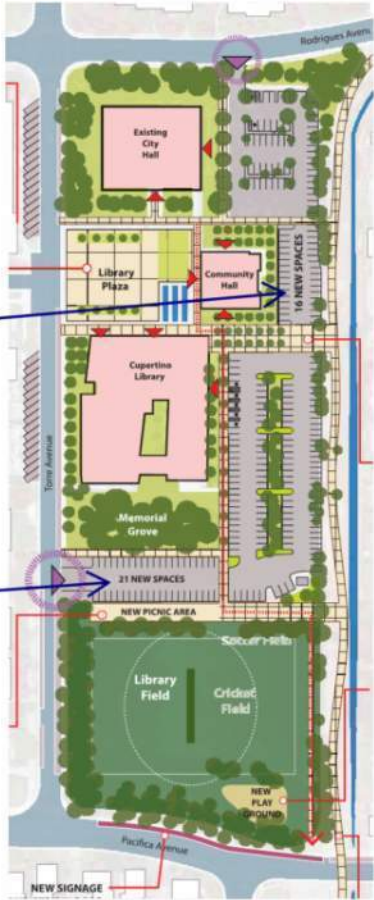 Rodrigues Avenu
Existing
City
Hall
Library
Plaza
Community
Hall
16 NEW SPACES
Cupertino
Library
Torre Avenue
Memorial
Grove
21 NEW SPACES
NEW PICNIC AREA
Soccer Field
Library
Field
Cricket
Field
NEW
PLAY
GROUND
Pacifica Avenue
NEW SIGNAGE